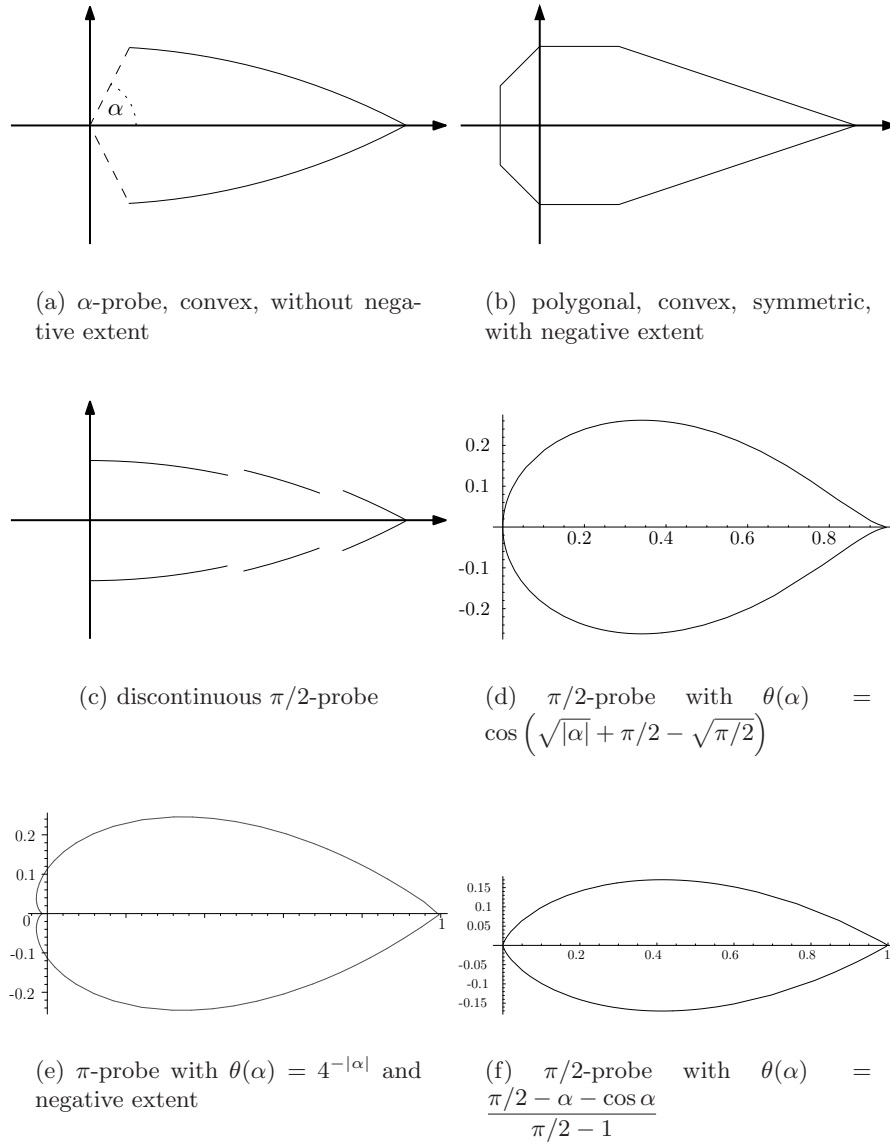 α
(a) α-probe, convex, without nega-
tive extent
(b) polygonal, convex, symmetric,
with negative extent
(c) discontinuous π/2-probe
0.2
0.1
-0.1
-0.2
0.2 0.4 0.6 0.8
(d) π/2-probe with θ(α) =
cos (√|α| + π/2 − √π/2)
0.2
0.1
0
-0.1
-0.2
1
(e) π-probe with θ(α) = 4^{−|α|} and
negative extent
0.15
0.1
0.05
-0.05
-0.1
-0.15
0.2 0.4 0.6 0.8 1
(f) π/2-probe with θ(α) =
π/2 − α − cos α
π/2 − 1